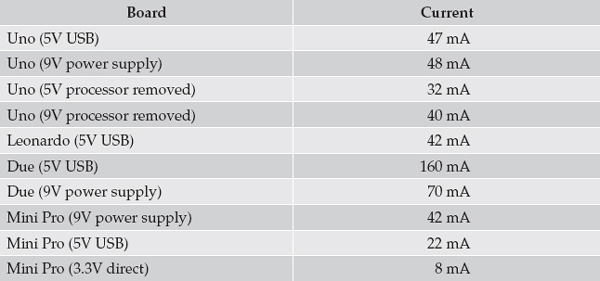 Board Current
Uno (5V USB) 47 mA
Uno (9V power supply) 48 mA
Uno (5V processor removed) 32 mA
Uno (9V processor removed) 40 mA
Leonardo (5V USB) 42 mA
Due (5V USB) 160 mA
Due (9V power supply) 70 mA
Mini Pro (9V power supply) 42 mA
Mini Pro (5V USB) 22 mA
Mini Pro (3.3V direct) 8 mA